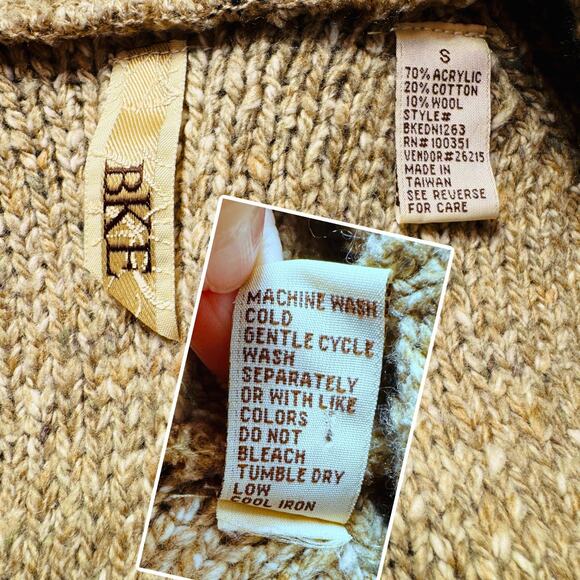 BKE
S
70% ACRYLIC
20% COTTON
10% WOOL
STYLE#
BKEDN1263
RN# 100351
VENDOR#26215
MADE IN
TAIWAN
SEE REVERSE
FOR CARE
MACHINE WASH
COLD
GENTLE CYCLE
WASH
SEPARATELY
OR WITH LIKE
COLORS
DO NOT
BLEACH
TUMBLE DRY
LOW
COOL IRON